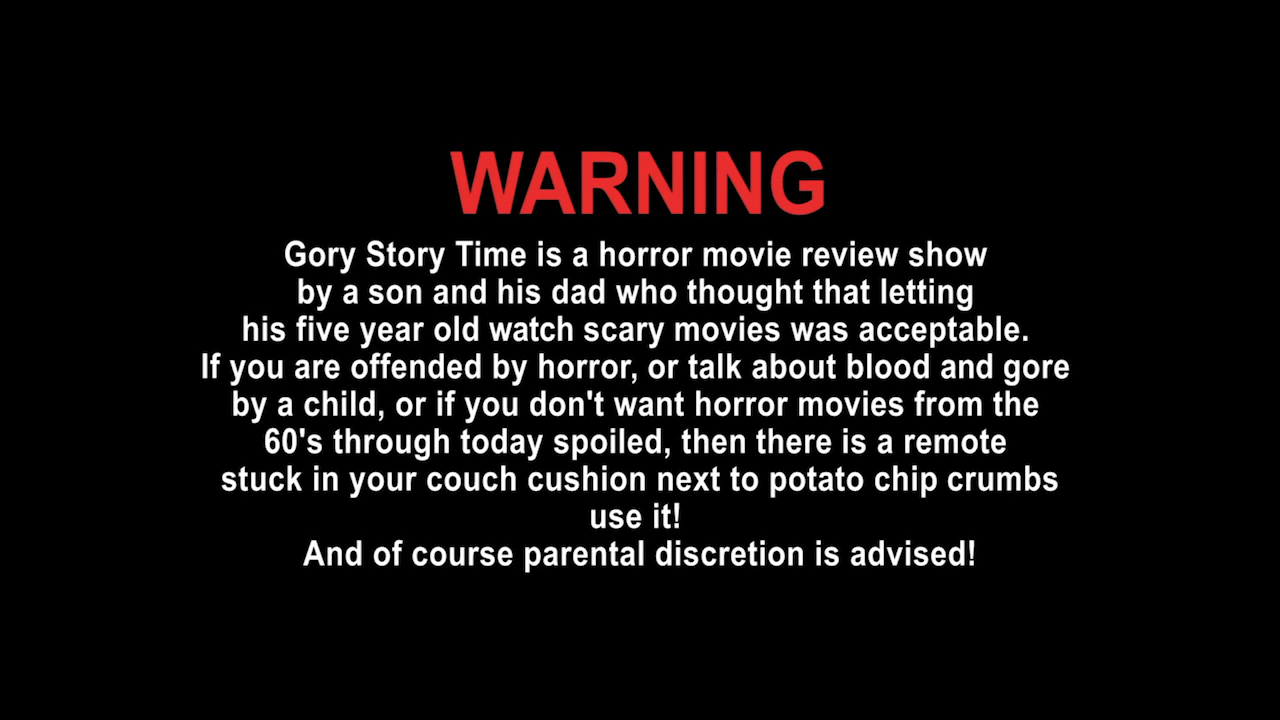 WARNING
Gory Story Time is a horror movie review show
by a son and his dad who thought that letting
his five year old watch scary movies was acceptable.
If you are offended by horror, or talk about blood and gore
by a child, or if you don't want horror movies from the
60's through today spoiled, then there is a remote
stuck in your couch cushion next to potato chip crumbs
use it!
And of course parental discretion is advised!